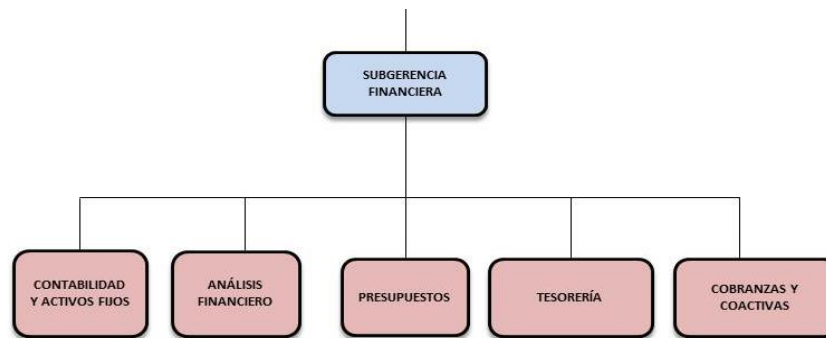 SUBGERENCIA
FINANCIERA
CONTABILIDAD
Y ACTIVOS FIJOS
ANÁLISIS
FINANCIERO
PRESUPUESTOS
TESORERÍA
COBRANZAS Y
COACTIVAS